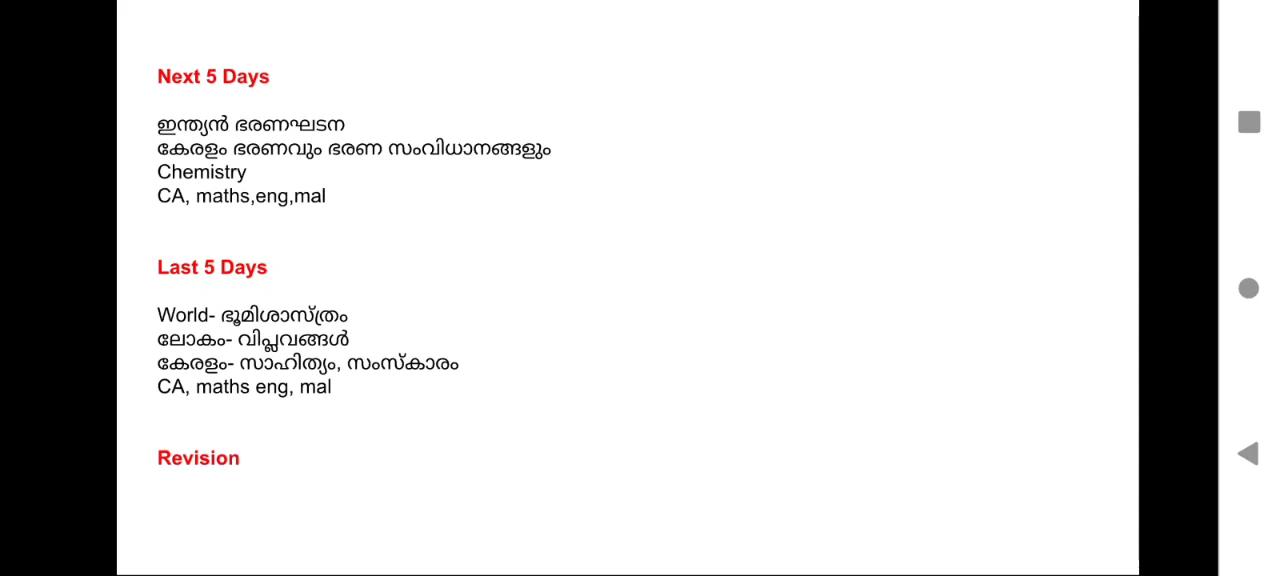 Next 5 Days
ഇന്ത്യൻ ഭരണഘടന
കേരളം ഭരണവും ഭരണ സംവിധാനങ്ങളും
Chemistry
CA, maths,eng,mal
Last 5 Days
World- ഭൂമിശാസ്ത്രം
ലോകം- വിപ്ലവങ്ങൾ
കേരളം- സാഹിത്യം, സംസ്കാരം
CA, maths eng, mal
Revision